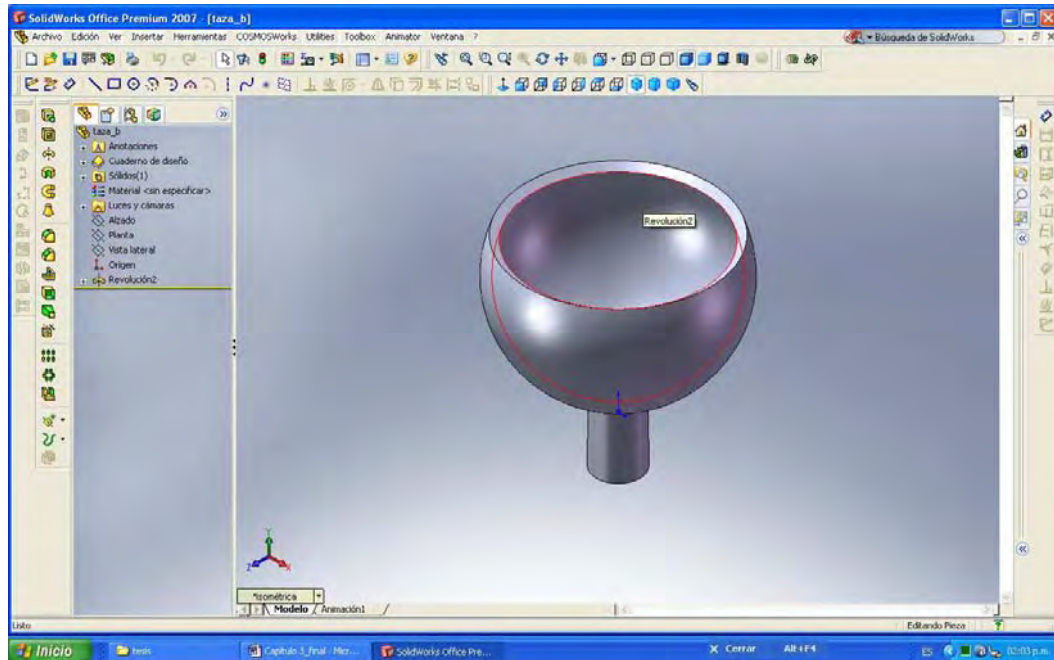 SolidWorks Office Premium 2007 - [taza_b]
Archivo Edición Ver Insertar Herramientas COSMOSWorks Utilities Toolbox Animator Ventana ?
Búsqueda de SolidWorks
taza_b
Anotaciones
Cuaderno de diseño
Sólidos(1)
Material <sin especificar>
Luces y cámaras
Alzado
Planta
Vista lateral
Origen
Revolución2
Revolución2
Y
Z
X
*Isométrica
Modelo
Animación1
Listo
Editando Pieza
Inicio
tesis
Capítulo 3_final - Micr...
SolidWorks Office Pre...
Cerrar
Alt+F4
ES
02:03 p.m.